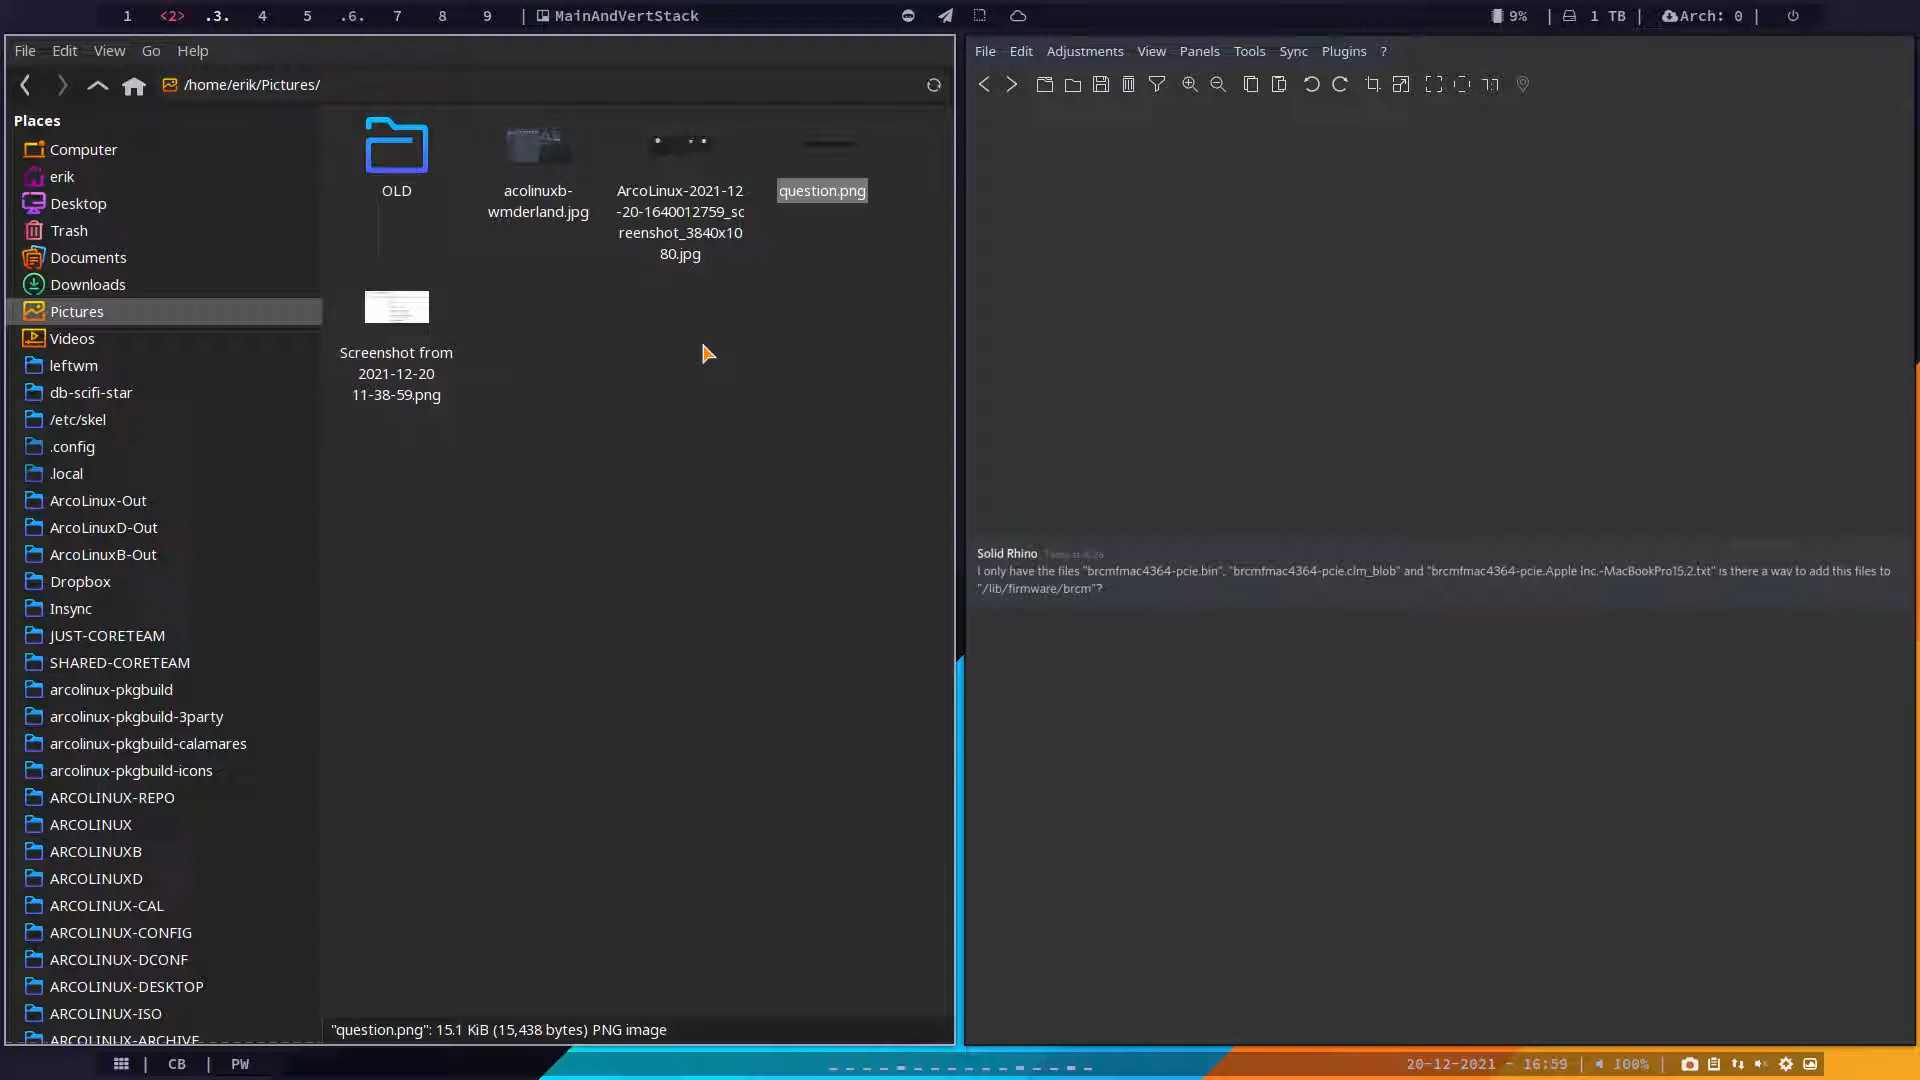 1 <2> .3. 4 5 .6. 7 8 9 | MainAndVertStack
9% | 1 TB | Arch: 0 |
File Edit View Go Help
/home/erik/Pictures/
Places
Computer
erik
Desktop
Trash
Documents
Downloads
Pictures
Videos
leftwm
db-scifi-star
/etc/skel
.config
.local
ArcoLinux-Out
ArcoLinuxD-Out
ArcoLinuxB-Out
Dropbox
Insync
JUST-CORETEAM
SHARED-CORETEAM
arcolinux-pkgbuild
arcolinux-pkgbuild-3party
arcolinux-pkgbuild-calamares
arcolinux-pkgbuild-icons
ARCOLINUX-REPO
ARCOLINUX
ARCOLINUXB
ARCOLINUXD
ARCOLINUX-CAL
ARCOLINUX-CONFIG
ARCOLINUX-DCONF
ARCOLINUX-DESKTOP
ARCOLINUX-ISO
ARCOLINUX-ARCHIVE
OLD
acolinuxb-
wmderland.jpg
ArcoLinux-2021-12
-20-1640012759_sc
reenshot_3840x10
80.jpg
question.png
Screenshot from
2021-12-20
11-38-59.png
"question.png": 15.1 KiB (15,438 bytes) PNG image
File Edit Adjustments View Panels Tools Sync Plugins ?
Solid Rhino
I only have the files "brcmfmac4364-pcie.bin". "brcmfmac4364-pcie.clm_blob" and "brcmfmac4364-pcie.Apple Inc.-MacBookPro15,2.txt" is there a way to add this files to
"/lib/firmware/brcm"?
| CB | PW
20-12-2021 - 16:59 | 100% |